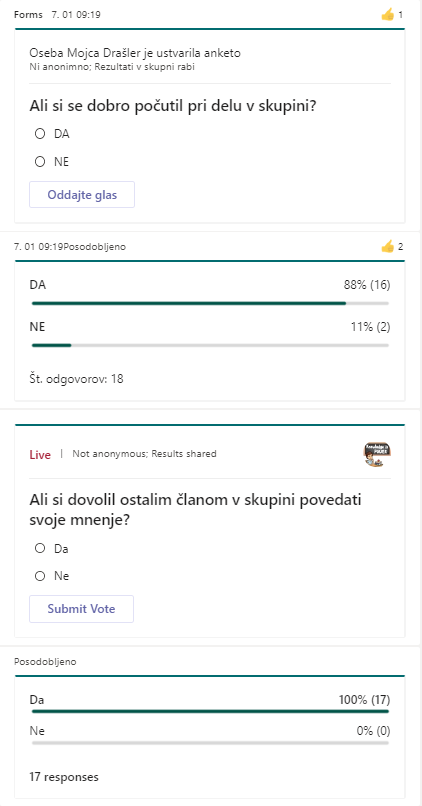 Forms 7. 01 09:19 1
Oseba Mojca Drašler je ustvarila anketo
Ni anonimno; Rezultati v skupni rabi
Ali si se dobro počutil pri delu v skupini?
DA
NE
Oddajte glas
7. 01 09:19Posodobljeno 2
DA 88% (16)
NE 11% (2)
Št. odgovorov: 18
Live | Not anonymous; Results shared
Ali si dovolil ostalim članom v skupini povedati
svoje mnenje?
Da
Ne
Submit Vote
Posodobljeno
Da 100% (17)
Ne 0% (0)
17 responses